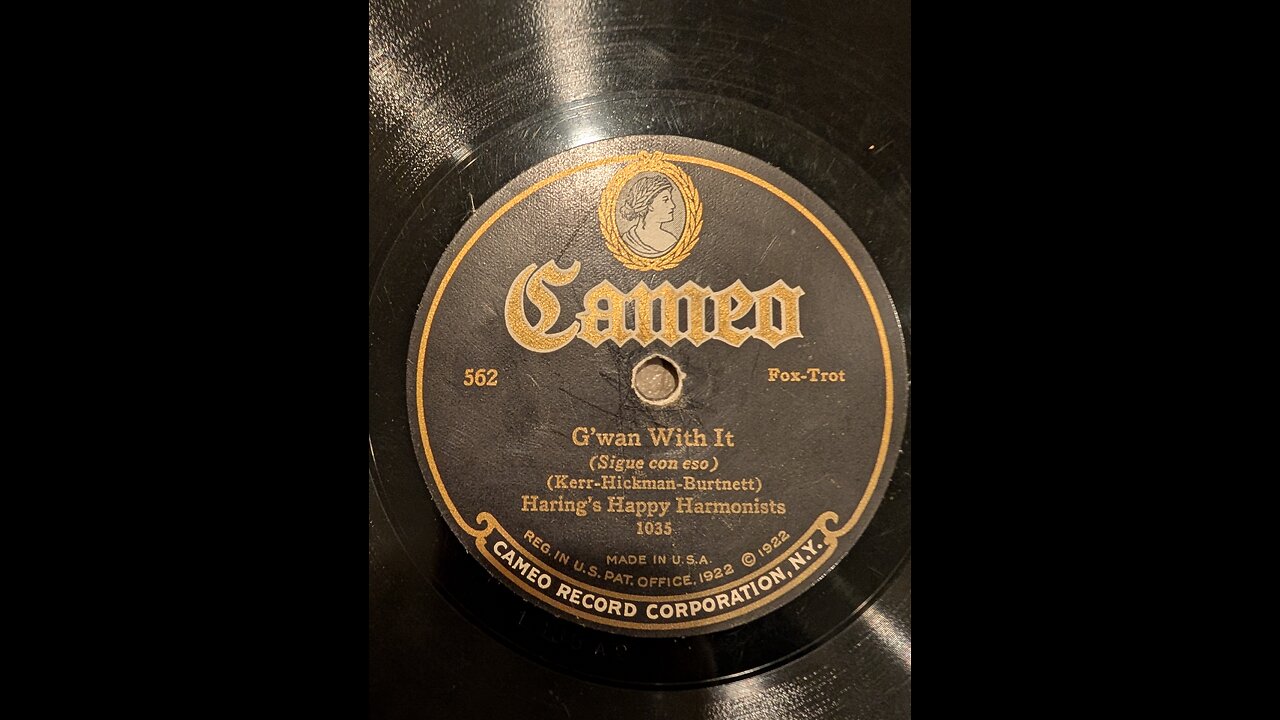 Cameo
562
Fox-Trot
G'wan With It
(Sigue con eso)
(Kerr-Hickman-Burtnett)
Haring's Happy Harmonists
1035
MADE IN U.S.A.
REG. IN U.S. PAT. OFFICE. 1922 © 1922
CAMEO RECORD CORPORATION, N.Y.